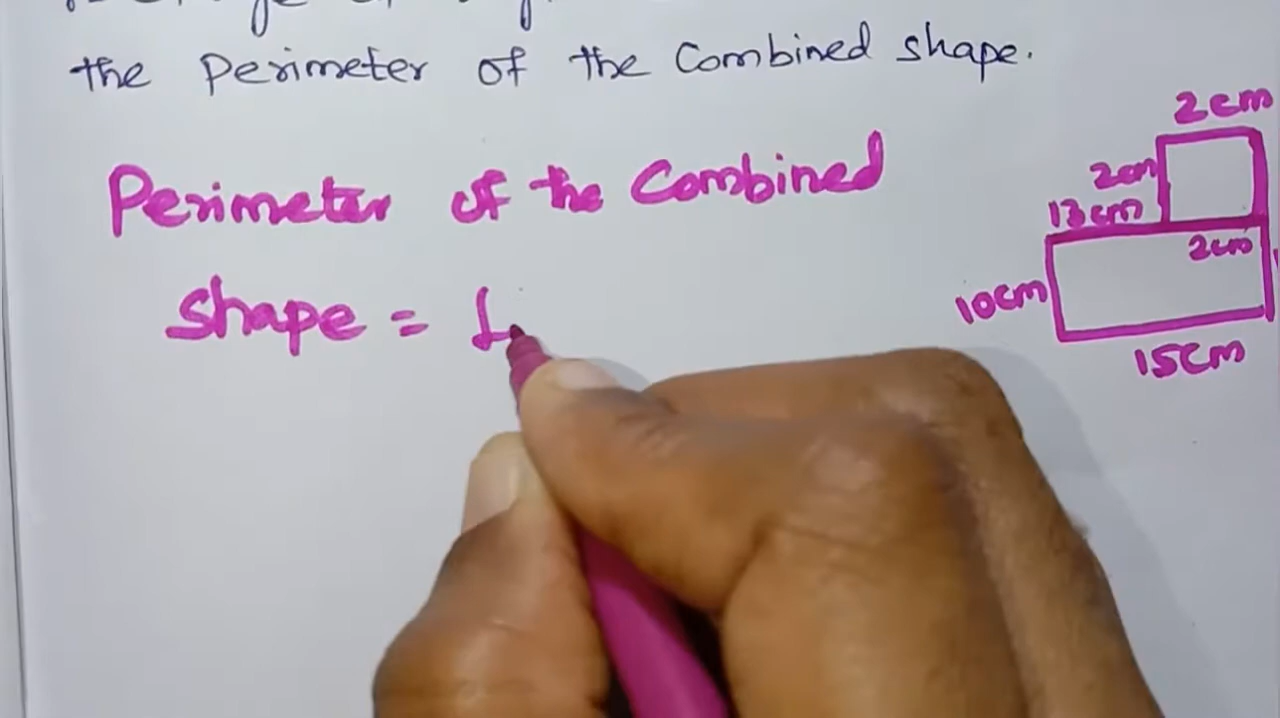 the Perimeter of the Combined shape.
Perimeter of the Combined
shape =
2cm
2cm
13cm
2cm
10cm
15cm